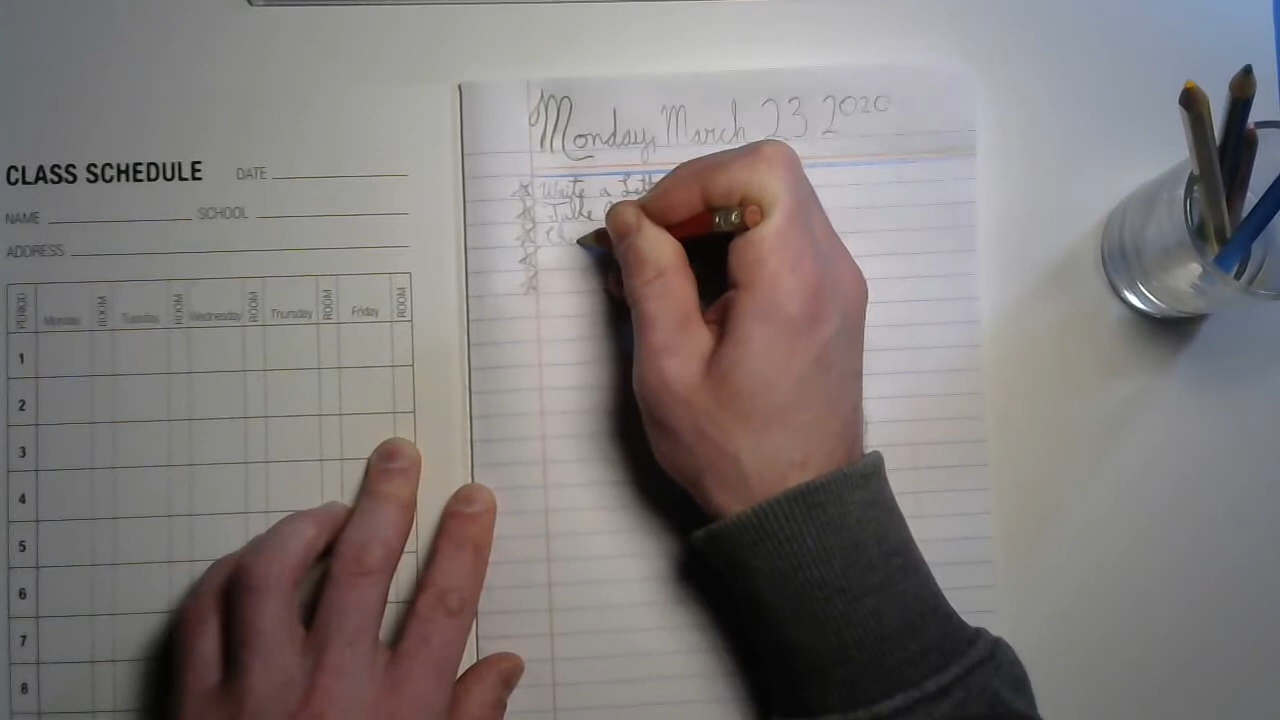 CLASS SCHEDULE DATE
NAME SCHOOL
ADDRESS
PERIOD Monday ROOM Tuesday ROOM Wednesday ROOM Thursday ROOM Friday ROOM
1
2
3
4
5
6
7
8
Monday, March 23 2020
Write a